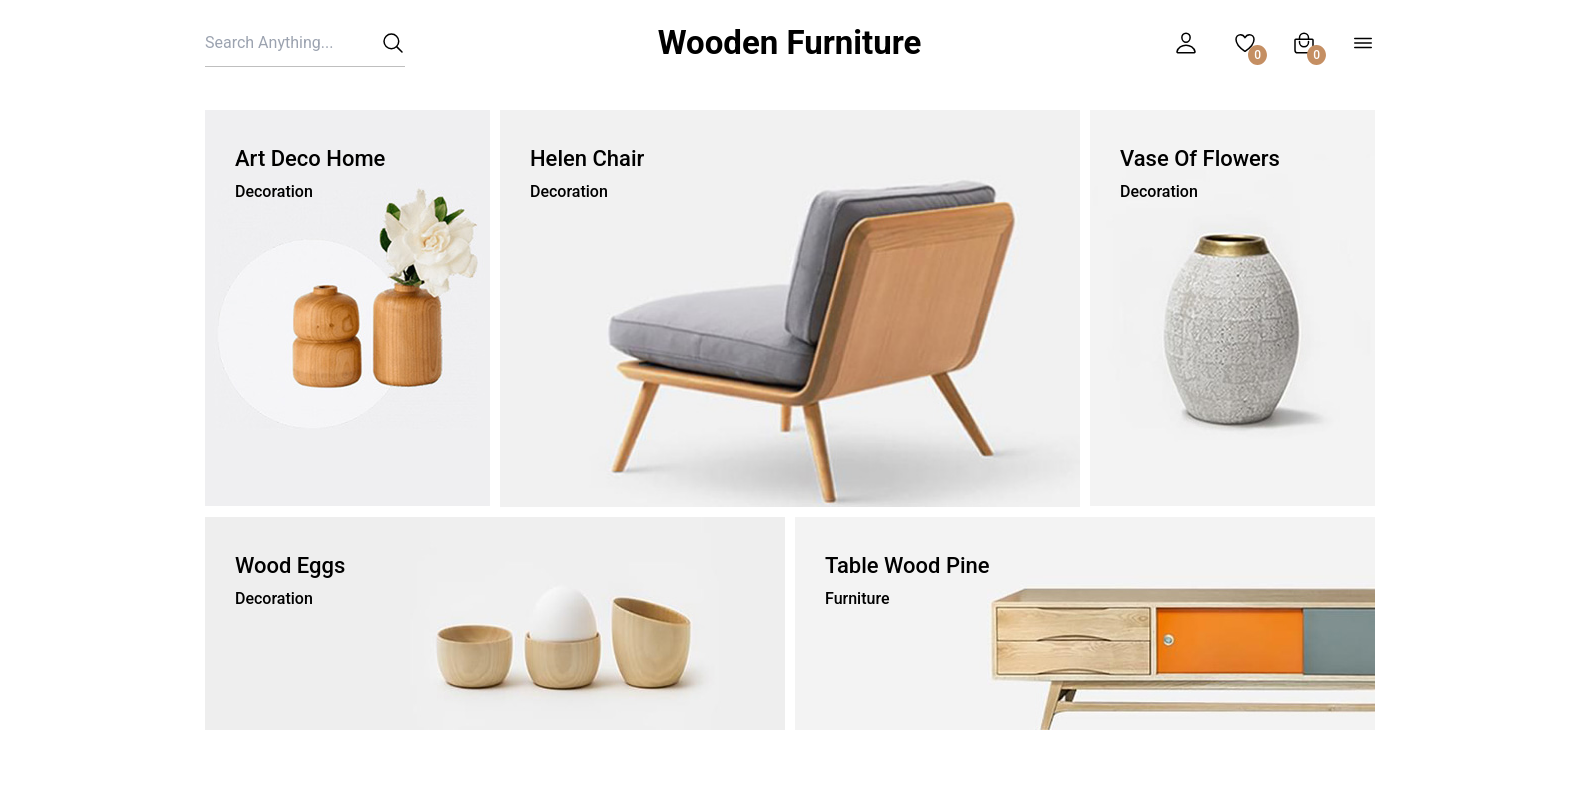 Search Anything...
Wooden Furniture
0
0
Art Deco Home
Decoration
Helen Chair
Decoration
Vase Of Flowers
Decoration
Wood Eggs
Decoration
Table Wood Pine
Furniture